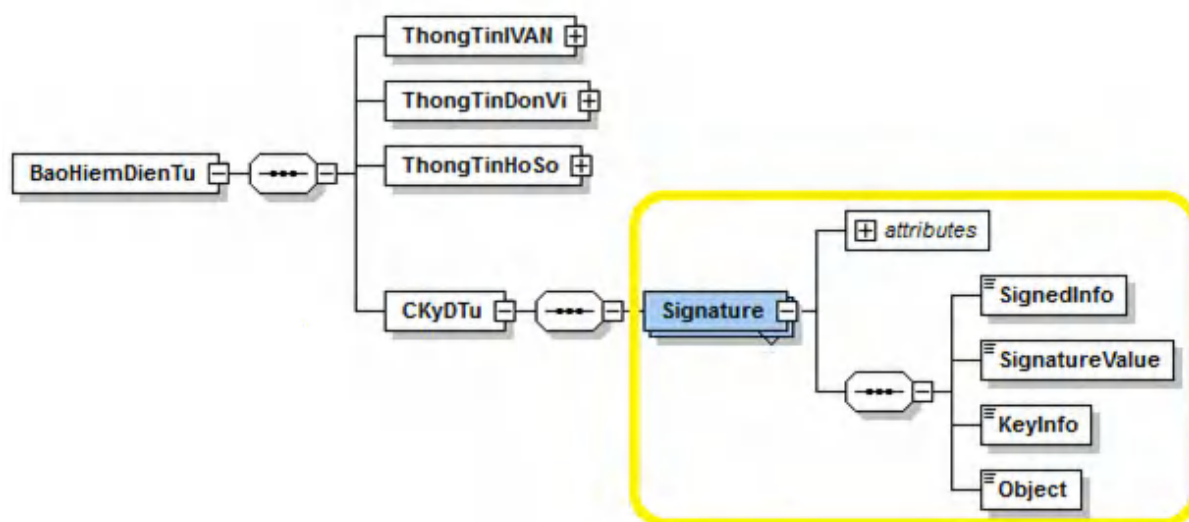 ThongTinIVAN
ThongTinDonVi
BaoHiemDienTu
ThongTinHoSo
attributes
CKyDTu
Signature
SignedInfo
SignatureValue
KeyInfo
Object